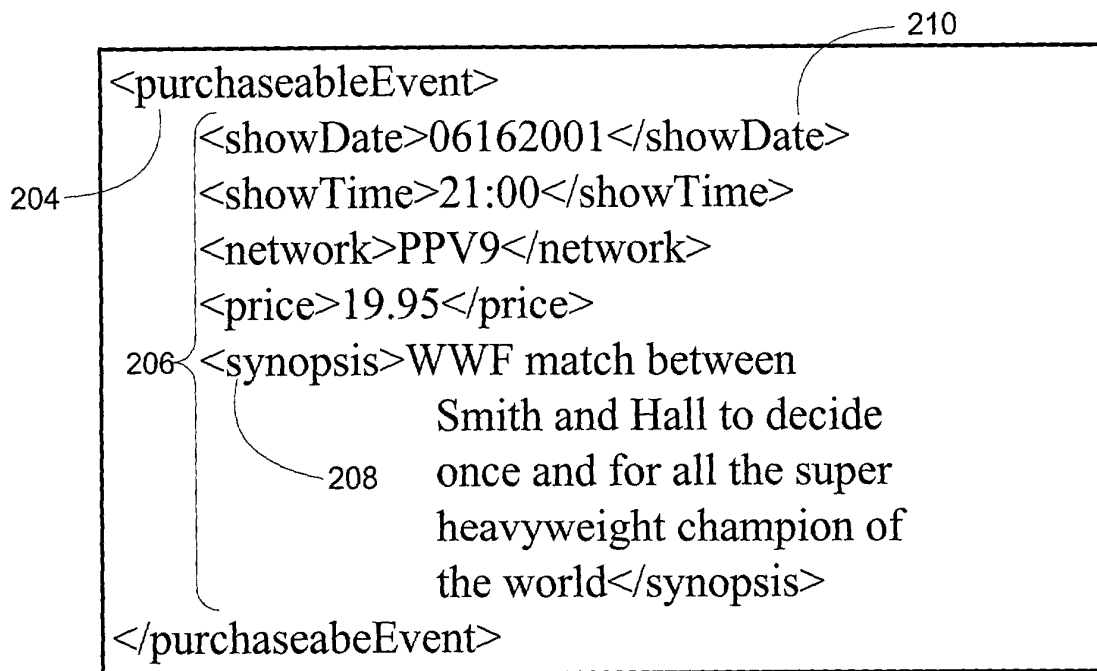 210
<purchaseableEvent>
<showDate>06162001</showDate>
204
<showTime>21:00</showTime>
<network>PPV9</network>
<price>19.95</price>
206
<synopsis>WWF match between
Smith and Hall to decide
208
once and for all the super
heavyweight champion of
the world</synopsis>
</purchaseabeEvent>